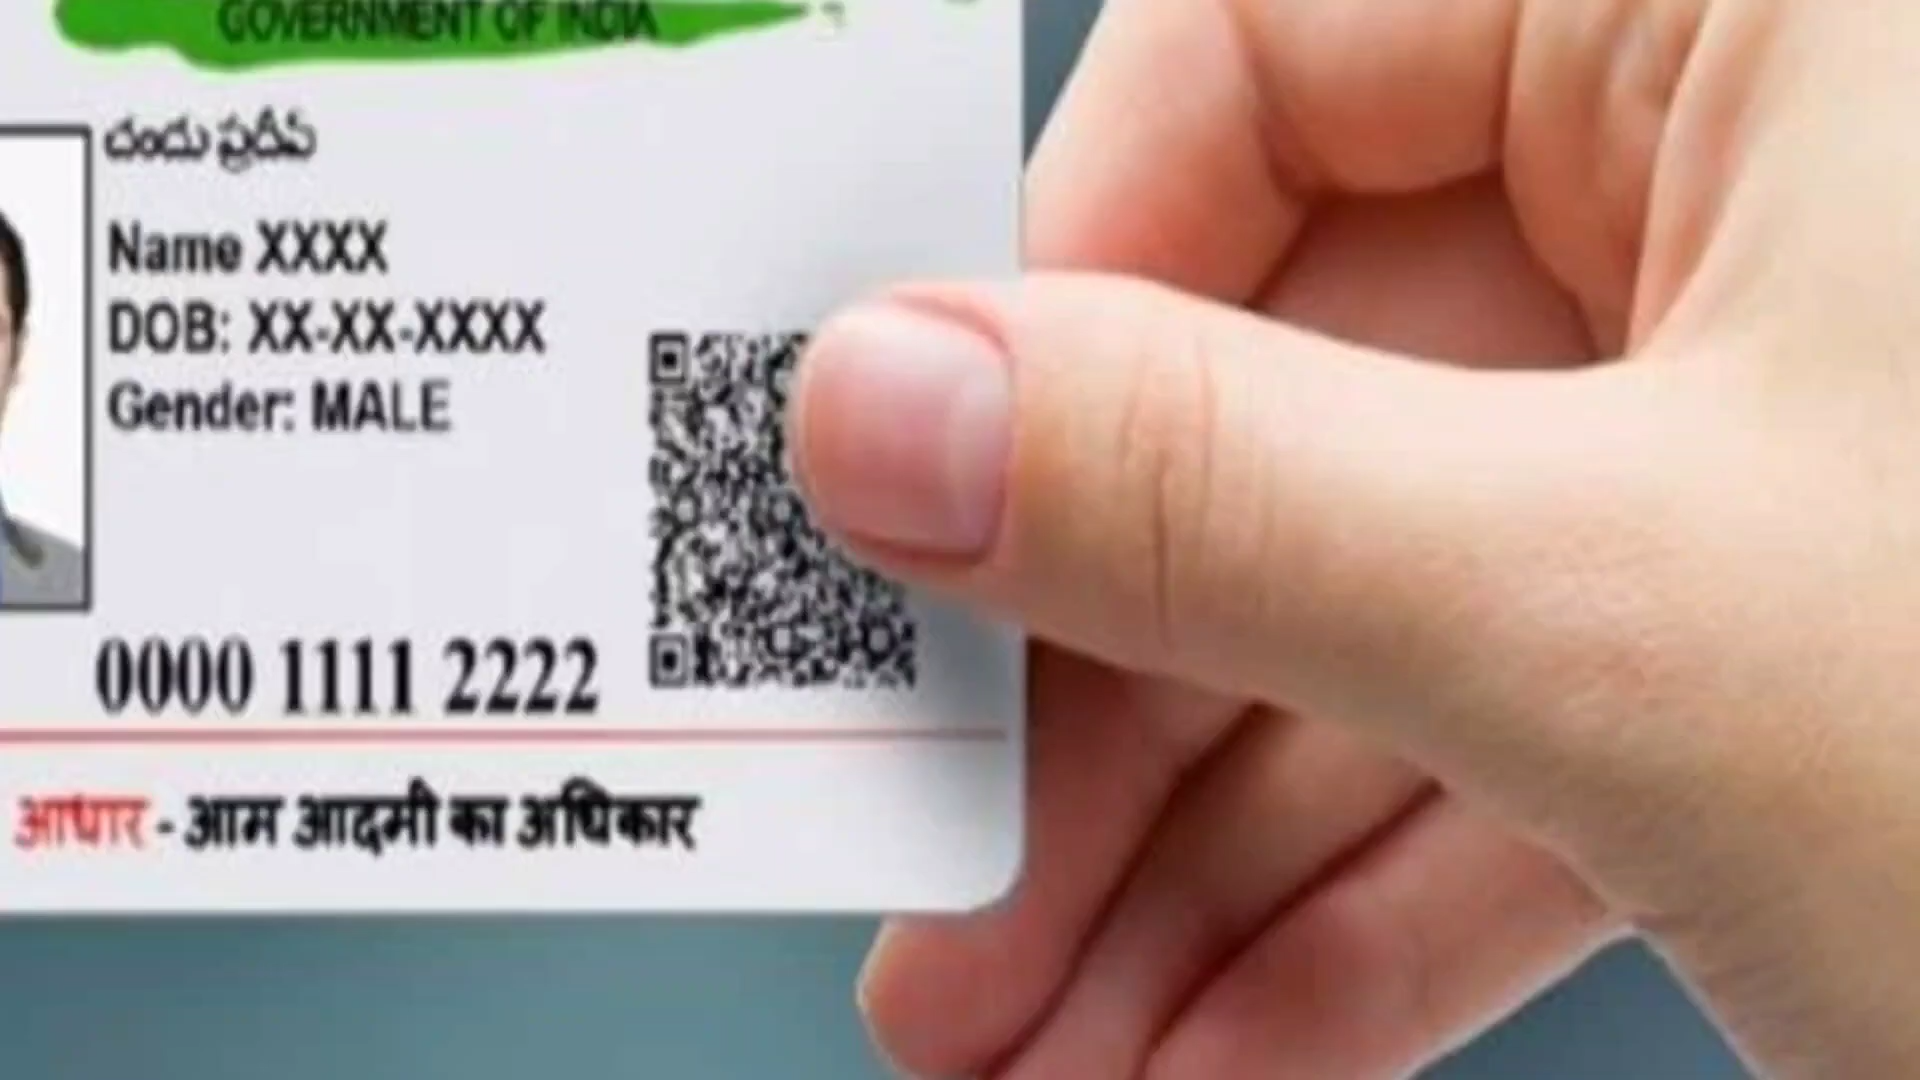 GOVERNMENT OF INDIA
చందు ప్రదీప్
Name XXXX
DOB: XX-XX-XXXX
Gender: MALE
0000 1111 2222
आधार - आम आदमी का अधिकार